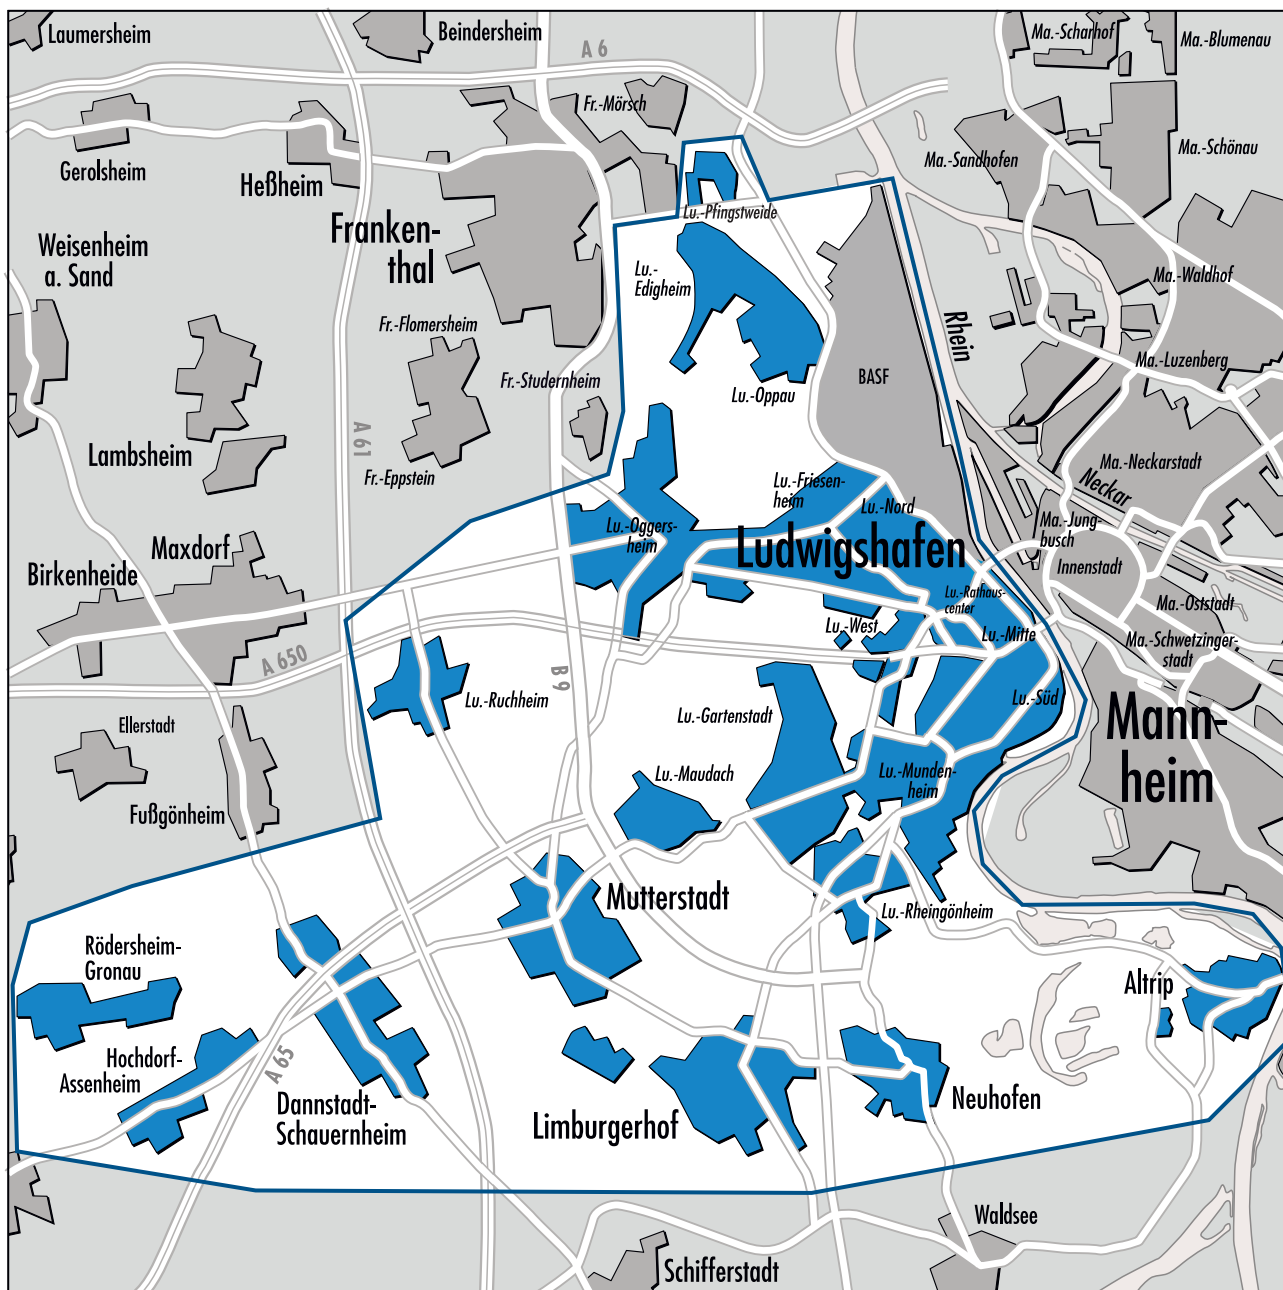 Laumersheim
Beindersheim
A 6
Ma.-Scharhof
Ma.-Blumenau
Fr.-Mörsch
Gerolsheim
Heßheim
Ma.-Sandhofen
Ma.-Schönau
Lu.-Pfingstweide
Franken-
thal
Weisenheim
a. Sand
Lu.-
Edigheim
Ma.-Waldhof
Fr.-Flomersheim
Rhein
Ma.-Luzenberg
Fr.-Studernheim
BASF
Lu.-Oppau
A 61
Lambsheim
Fr.-Eppstein
Ma.-Neckarstadt
Neckar
Lu.-Friesen-
heim
Lu.-Nord
Lu.-Oggers-
heim
Ludwigshafen
Ma.-Jung-
busch
Maxdorf
Birkenheide
Innenstadt
Lu.-Rathaus-
center
Ma.-Oststadt
Lu.-West
Lu.-Mitte
Ma.-Schwetzinger-
stadt
A 650
B 9
Lu.-Ruchheim
Lu.-Süd
Lu.-Gartenstadt
Mann-
heim
Ellerstadt
Lu.-Maudach
Lu.-Munden-
heim
Fußgönheim
Mutterstadt
Lu.-Rheingönheim
Rödersheim-
Gronau
Altrip
Hochdorf-
Assenheim
A 65
Dannstadt-
Schauernheim
Limburgerhof
Neuhofen
Waldsee
Schifferstadt